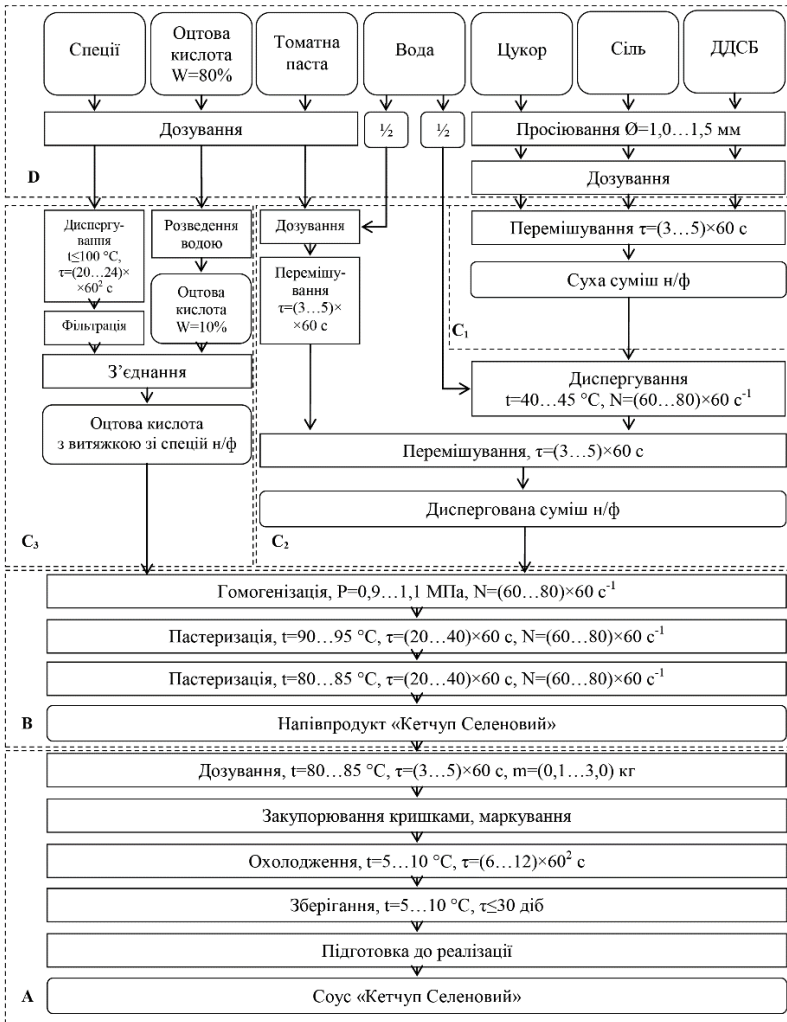 Спеції
Оцтова
кислота
W=80%
Томатна
паста
Вода
Цукор
Сіль
ДДСБ
Дозування
½
½
Просіювання Ø=1,0…1,5 мм
D
Дозування
Диспергу-
вання
t≤100 °C,
τ=(20…24)×
×60² с
Розведення
водою
Дозування
Перемішування τ=(3…5)×60 с
Оцтова
кислота
W=10%
Перемішу-
вання
τ=(3…5)×
×60 с
Суха суміш н/ф
Фільтрація
C₁
З’єднання
Диспергування
t=40…45 °C, N=(60…80)×60 с⁻¹
Оцтова кислота
з витяжкою зі спецій н/ф
Перемішування, τ=(3…5)×60 с
Диспергована суміш н/ф
C₃
C₂
Гомогенізація, P=0,9…1,1 МПа, N=(60…80)×60 с⁻¹
Пастеризація, t=90…95 °C, τ=(20…40)×60 с, N=(60…80)×60 с⁻¹
Пастеризація, t=80…85 °C, τ=(20…40)×60 с, N=(60…80)×60 с⁻¹
B
Напівпродукт «Кетчуп Селеновий»
Дозування, t=80…85 °C, τ=(3…5)×60 с, m=(0,1…3,0) кг
Закупорювання кришками, маркування
Охолодження, t=5…10 °C, τ=(6…12)×60² с
Зберігання, t=5…10 °C, τ≤30 діб
Підготовка до реалізації
A
Соус «Кетчуп Селеновий»